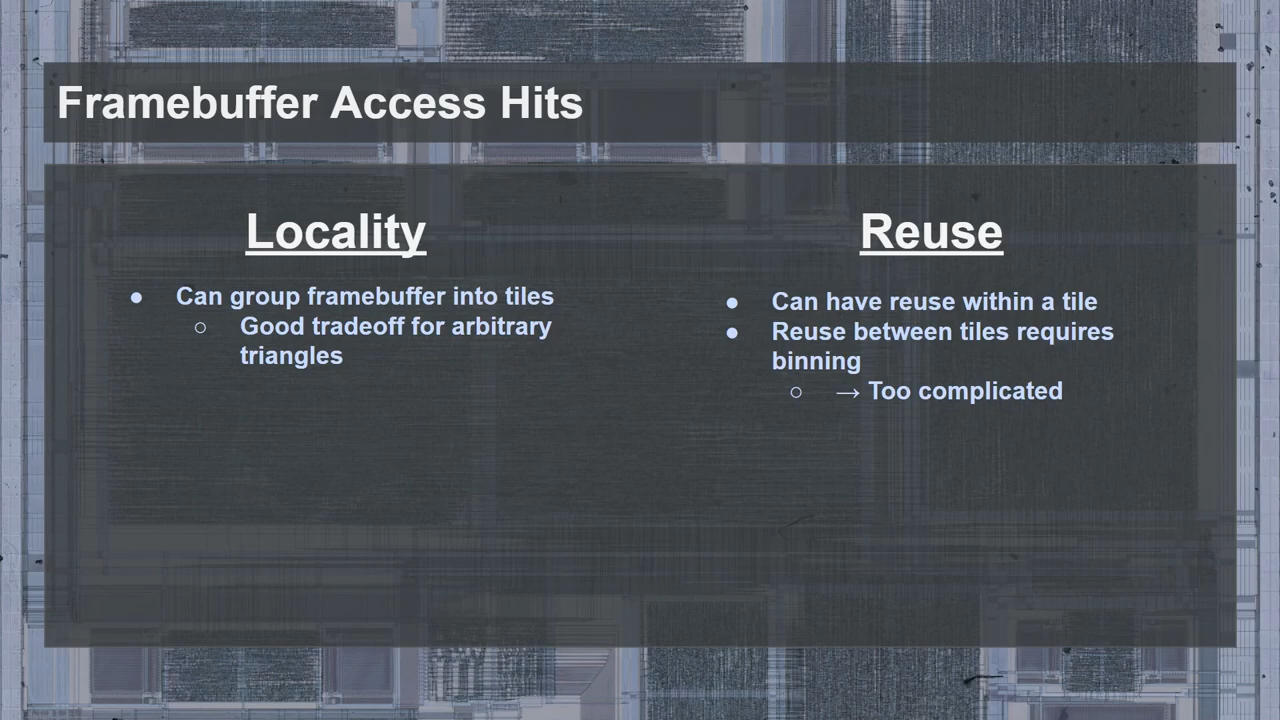 Framebuffer Access Hits
Locality
● Can group framebuffer into tiles
○ Good tradeoff for arbitrary
triangles
Reuse
● Can have reuse within a tile
● Reuse between tiles requires
binning
○ → Too complicated